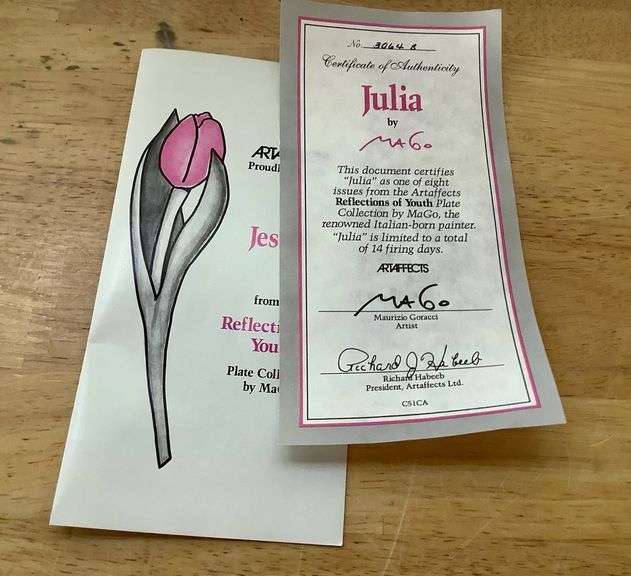 ARTA
Proudl
Jes
from
Reflecti
You
Plate Colle
by Ma
No. 3064 B
Certificate of Authenticity
Julia
by
MAGo
This document certifies
"Julia" as one of eight
issues from the Artaffects
Reflections of Youth Plate
Collection by MaGo, the
renowned Italian-born painter.
"Julia" is limited to a total
of 14 firing days.
ARTAFFECTS
MAGo
Maurizio Goracci
Artist
Richard J Habeeb
Richard Habeeb
President, Artaffects Ltd.
C51CA